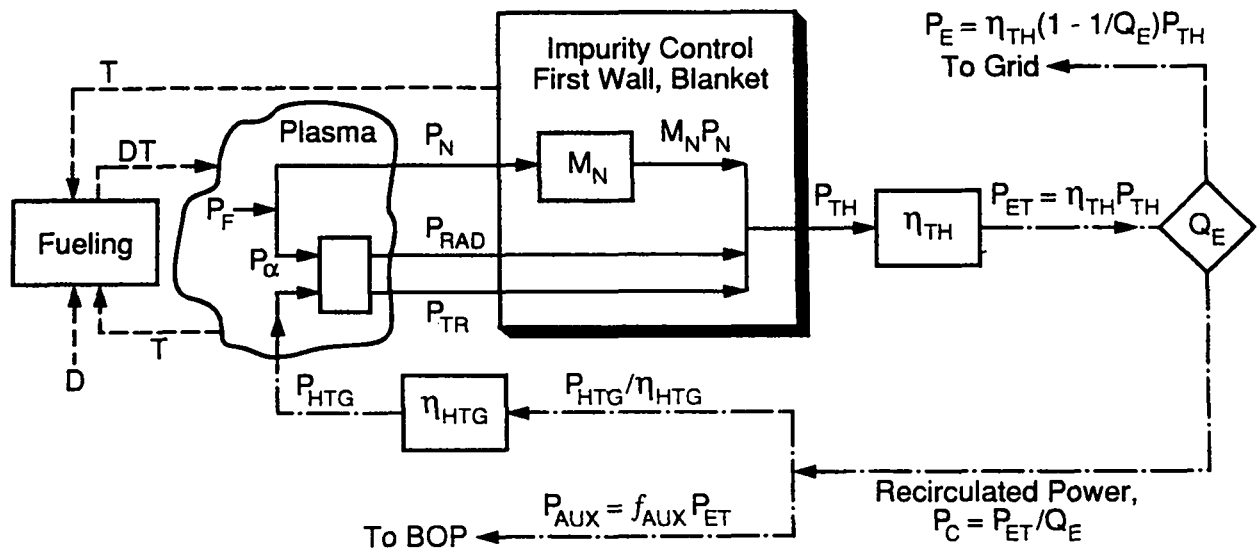 P_E = η_TH(1 - 1/Q_E)P_TH
To Grid
Impurity Control
First Wall, Blanket
T
Plasma
P_N
M_N
M_N P_N
DT
P_F
Fueling
P_RAD
P_α
P_TR
P_TH
η_TH
P_ET = η_TH P_TH
Q_E
T
D
P_HTG
η_HTG
P_HTG/η_HTG
Recirculated Power,
P_C = P_ET/Q_E
P_AUX = f_AUX P_ET
To BOP